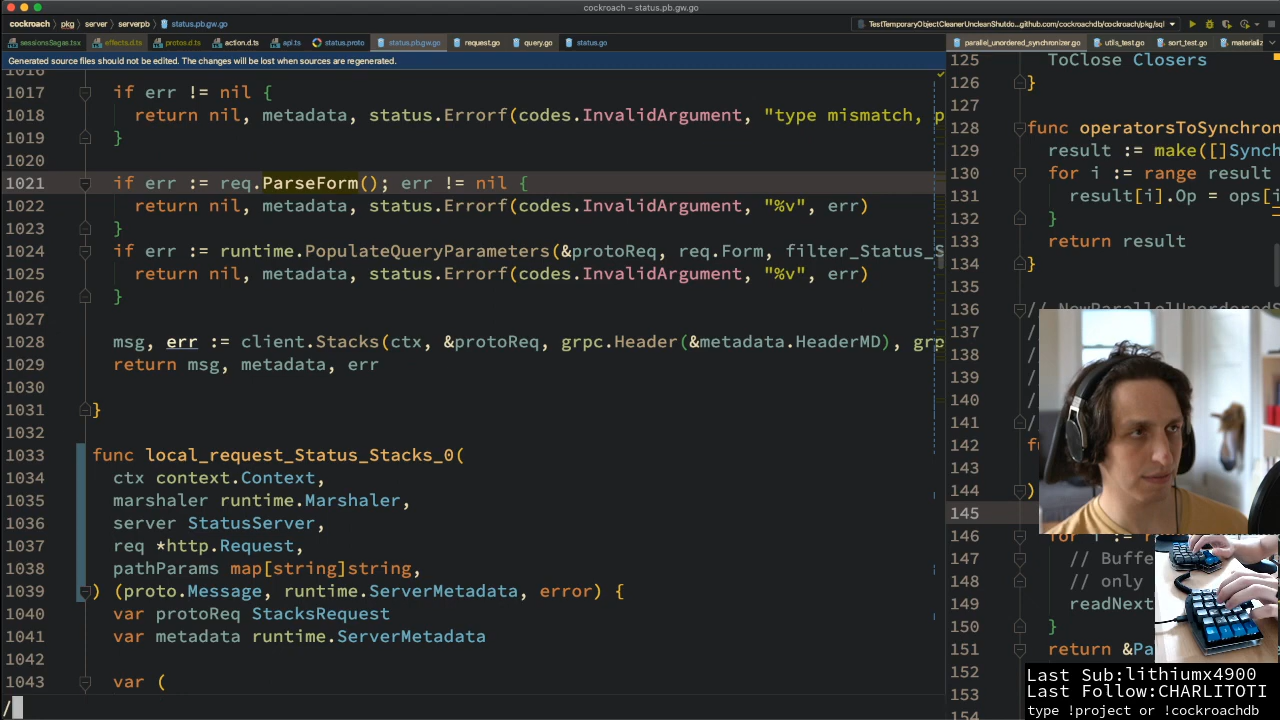 cockroach – status.pb.gw.go
cockroach › pkg › server › serverpb › status.pb.gw.go
TestTemporaryObjectCleanerUncleanShutdo...github.com/cockroachdb/cockroach/pkg/sql
sessionsSagas.tsx effects.d.ts protos.d.ts action.d.ts api.ts status.proto status.pb.gw.go request.go query.go status.go
parallel_unordered_synchronizer.go utils_test.go sort_test.go materializ
Generated source files should not be edited. The changes will be lost when sources are regenerated.
1016
1017 if err != nil {
1018 return nil, metadata, status.Errorf(codes.InvalidArgument, "type mismatch, p
1019 }
1020
1021 if err := req.ParseForm(); err != nil {
1022 return nil, metadata, status.Errorf(codes.InvalidArgument, "%v", err)
1023 }
1024 if err := runtime.PopulateQueryParameters(&protoReq, req.Form, filter_Status_S
1025 return nil, metadata, status.Errorf(codes.InvalidArgument, "%v", err)
1026 }
1027
1028 msg, err := client.Stacks(ctx, &protoReq, grpc.Header(&metadata.HeaderMD), grp
1029 return msg, metadata, err
1030
1031 }
1032
1033 func local_request_Status_Stacks_0(
1034 ctx context.Context,
1035 marshaler runtime.Marshaler,
1036 server StatusServer,
1037 req *http.Request,
1038 pathParams map[string]string,
1039 ) (proto.Message, runtime.ServerMetadata, error) {
1040 var protoReq StacksRequest
1041 var metadata runtime.ServerMetadata
1042
1043 var (
/
125 ToClose Closers
126 }
127
128 func operatorsToSynchron
129 result := make([]Synch
130 for i := range result
131 result[i].Op = ops[i
132 }
133 return result
134 }
135
136 // NewParallelUnorderedS
137 /
138 /
139 /
140 /
141 /
142 fu
143
144 )
145
146 for i := r
147 // Buffe
148 // only
149 readNext
150 }
151 return &Pa
152
153
154
Last Sub:lithiumx4900
Last Follow:CHARLITOTI
type !project or !cockroachdb